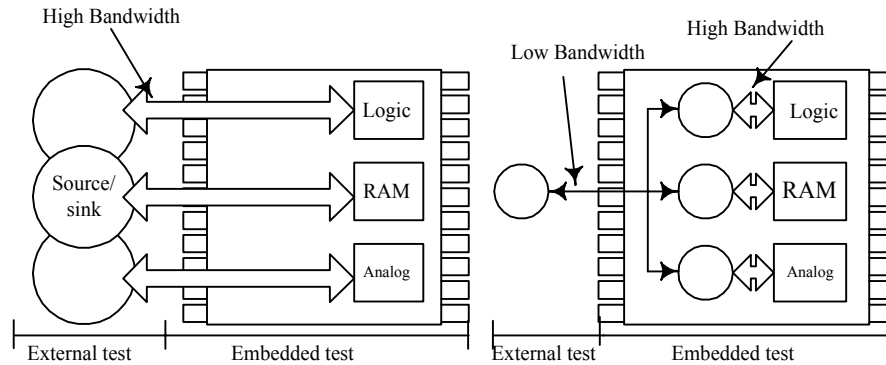 High Bandwidth
Logic
Source/
sink
RAM
Analog
External test
Embedded test
High Bandwidth
Low Bandwidth
Logic
RAM
Analog
External test
Embedded test